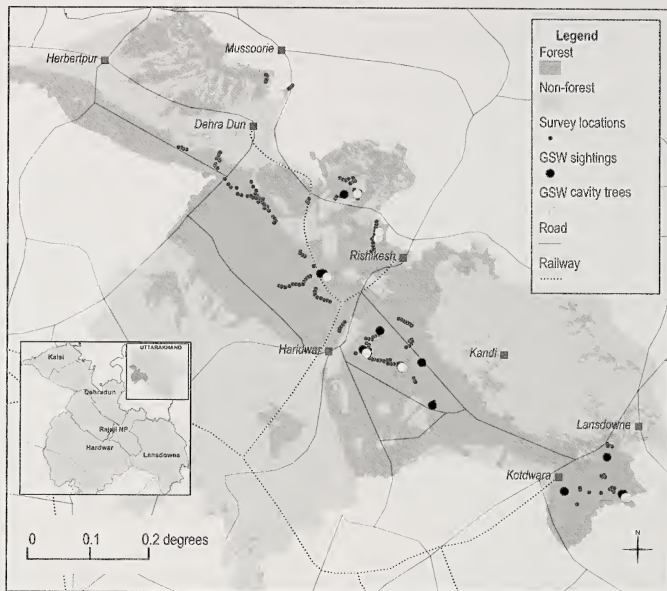 Mussoorie
Herbertpur
Dehra Dun
Rishikesh
Haridwar
Kandi
Lansdowne
Kotdwara
Legend
Forest
Non-forest
Survey locations
GSW sightings
GSW cavity trees
Road
Railway
UTTARAKHAND
Kalsi
Dehradun
Rajaji NP
Hardwar
Lansdowne
0 0.1 0.2 degrees
N